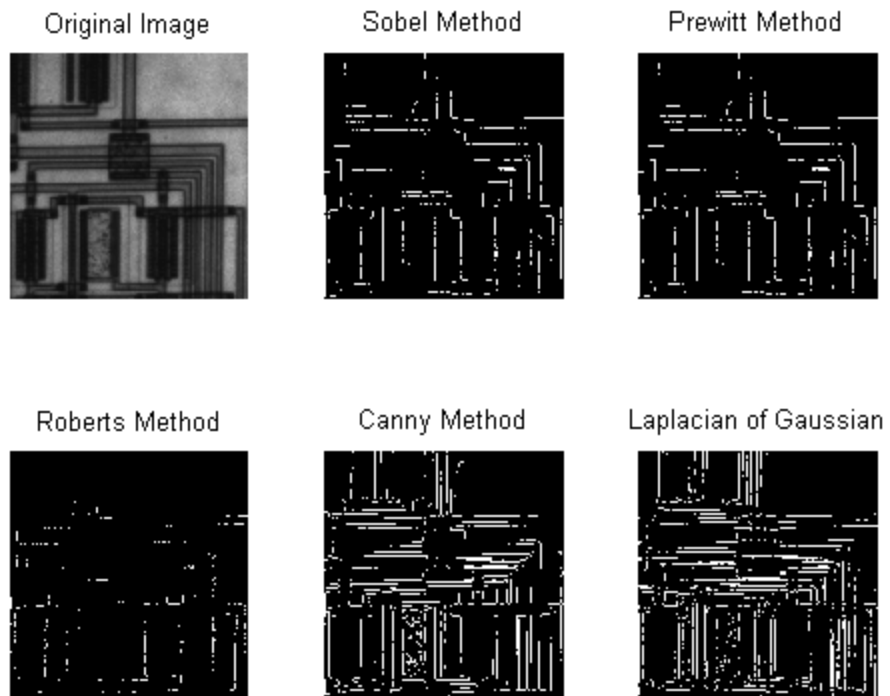 Original Image
Sobel Method
Prewitt Method
Roberts Method
Canny Method
Laplacian of Gaussian